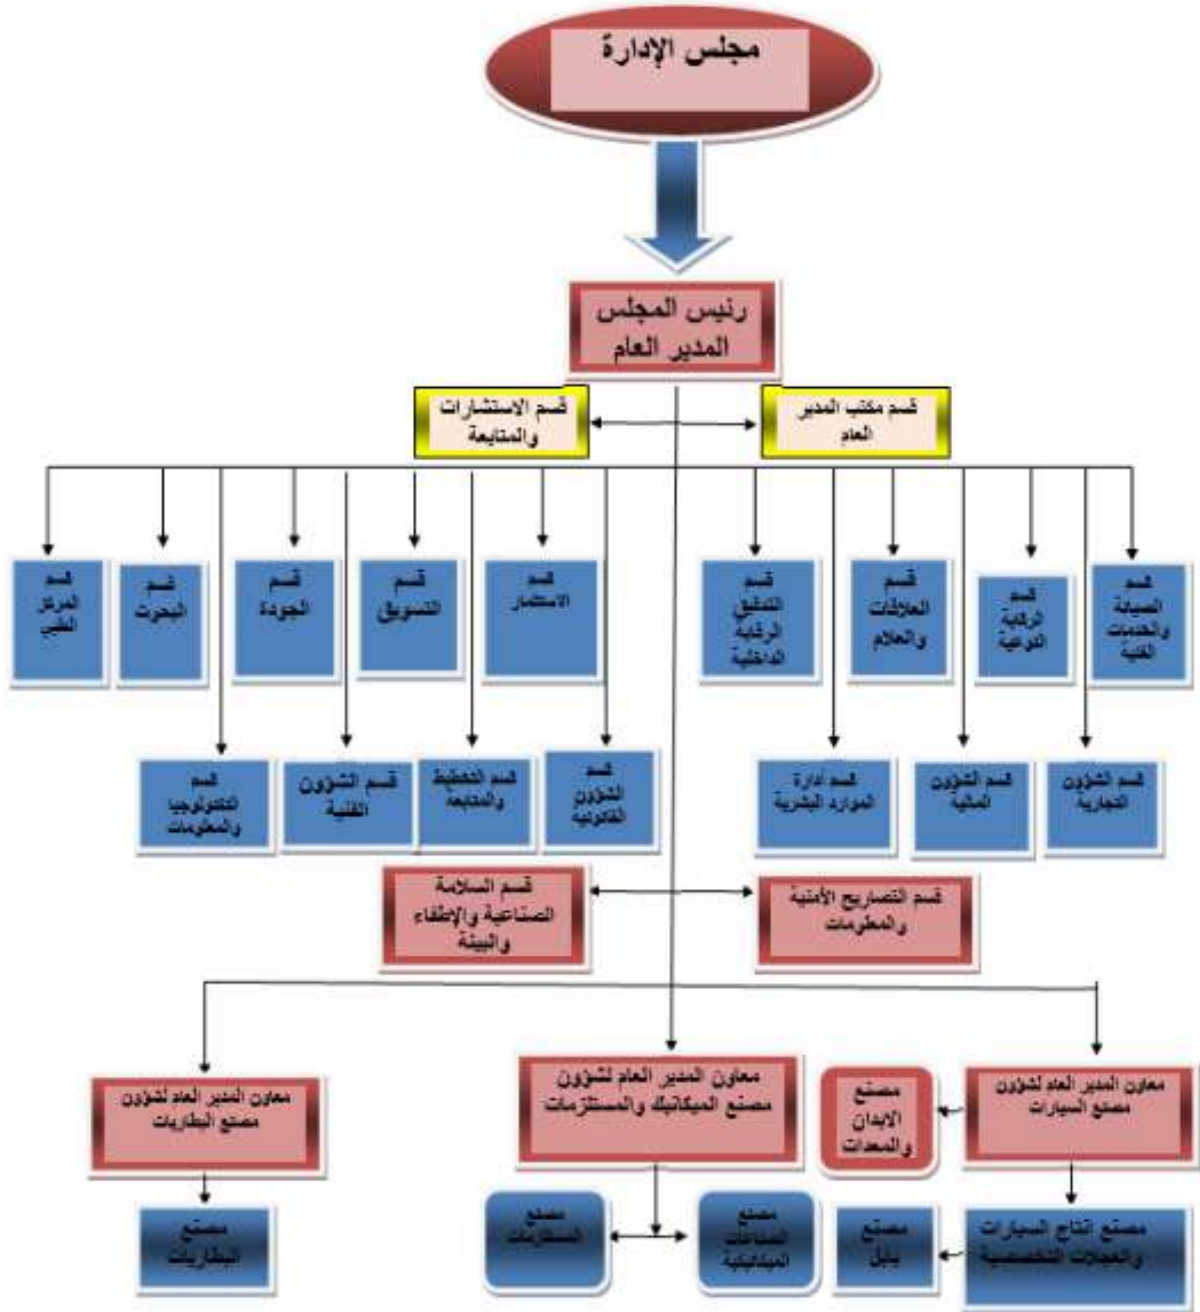 مجلس الإدارة
رئيس المجلس
المدير العام
قسم مكتب المدير
العام
قسم الاستشارات
والمتابعة
قسم
الصيانة
والخدمات
الفنية
قسم
الرقابة
النوعية
قسم
العلاقات
والعلام
قسم
التدقيق
الرقابة
الداخلية
قسم
الاستثمار
قسم
التسويق
قسم
الجودة
قسم
البحوث
قسم
المركز
الطبي
قسم الشؤون
التجارية
قسم الشؤون
المالية
قسم أدارة
الموارد البشرية
قسم
الشؤون
القانونية
قسم التخطيط
والمتابعة
قسم الشؤون
الفنية
قسم
التكنولوجيا
والمعلومات
قسم التصاريح الأمنية
والمعلومات
قسم السلامة
الصناعية والإطفاء
والبيئة
معاون المدير العام لشؤون
مصنع السيارات
مصنع
الابدان
والمعدات
معاون المدير العام لشؤون
مصنع الميكانيك والمستلزمات
معاون المدير العام لشؤون
مصنع البطاريات
مصنع انتاج السيارات
والعجلات التخصصية
مصنع
بابل
مصنع
الصناعات
الميكانيكية
مصنع
المستلزمات
مصنع
البطاريات